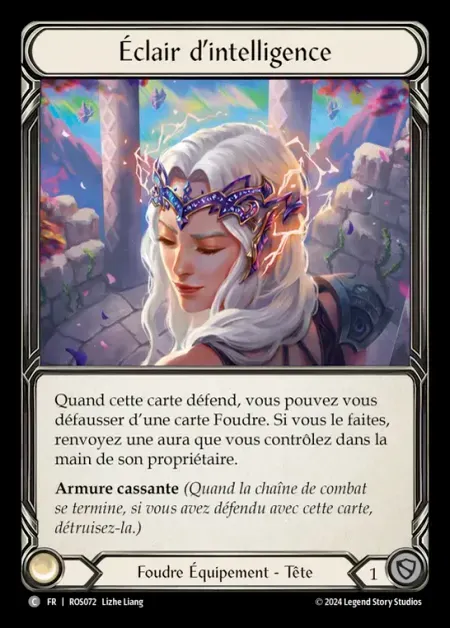 Éclair d'intelligence
Quand cette carte défend, vous pouvez vous
défausser d'une carte Foudre. Si vous le faites,
renvoyez une aura que vous contrôlez dans la
main de son propriétaire.
Armure cassante (Quand la chaîne de combat
se termine, si vous avez défendu avec cette carte,
détruisez-la.)
Foudre Équipement - Tête
1
C FR | ROS072 Lizhe Liang
© 2024 Legend Story Studios